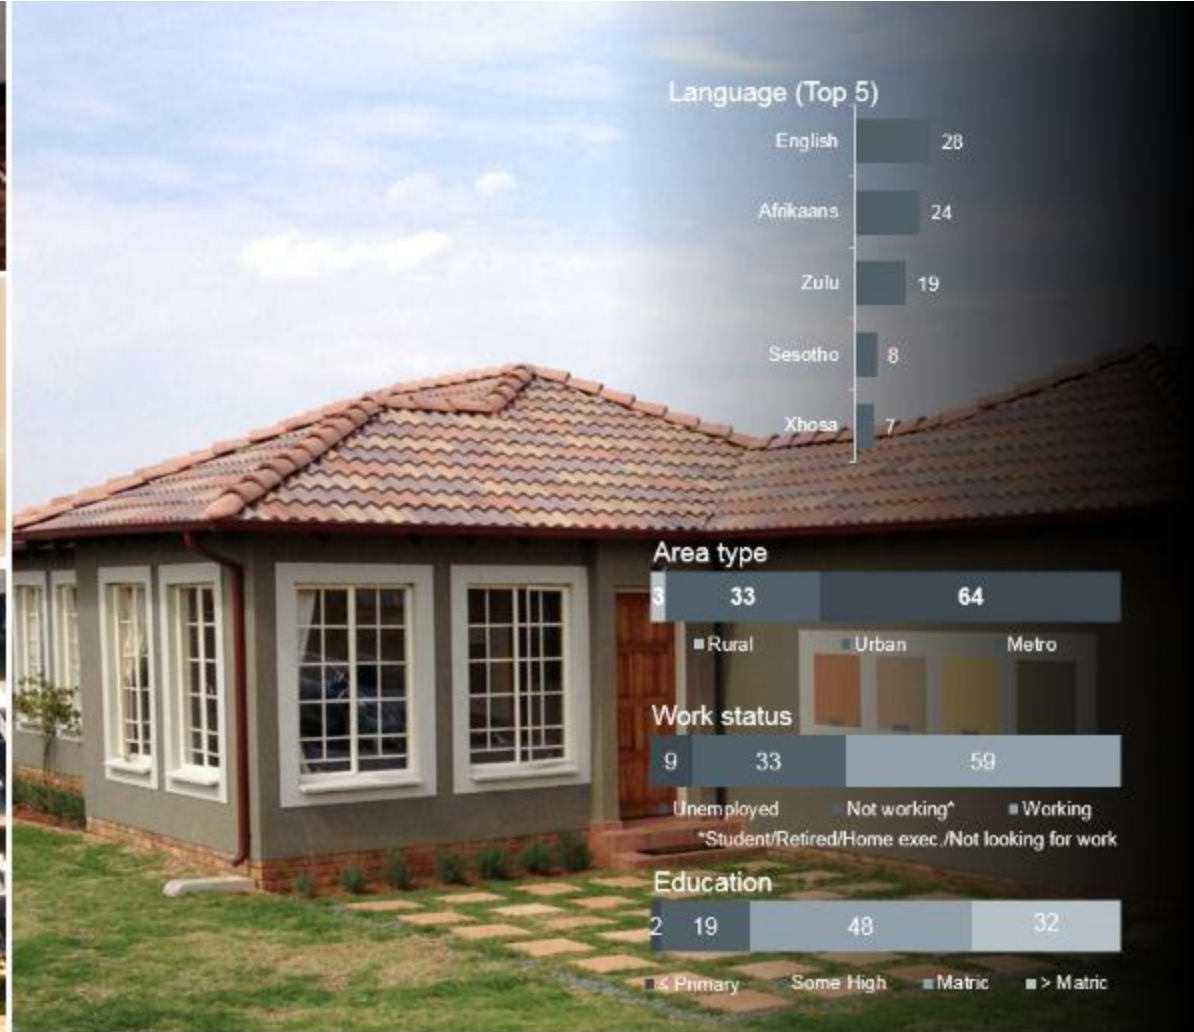 Language (Top 5)
English 28
Afrikaans 24
Zulu 19
Sesotho 8
Xhosa 7
Area type
3 33 64
Rural Urban Metro
Work status
9 33 59
Unemployed Not working* Working
*Student/Retired/Home exec./Not looking for work
Education
2 19 48 32
≤ Primary Some High Matric > Matric